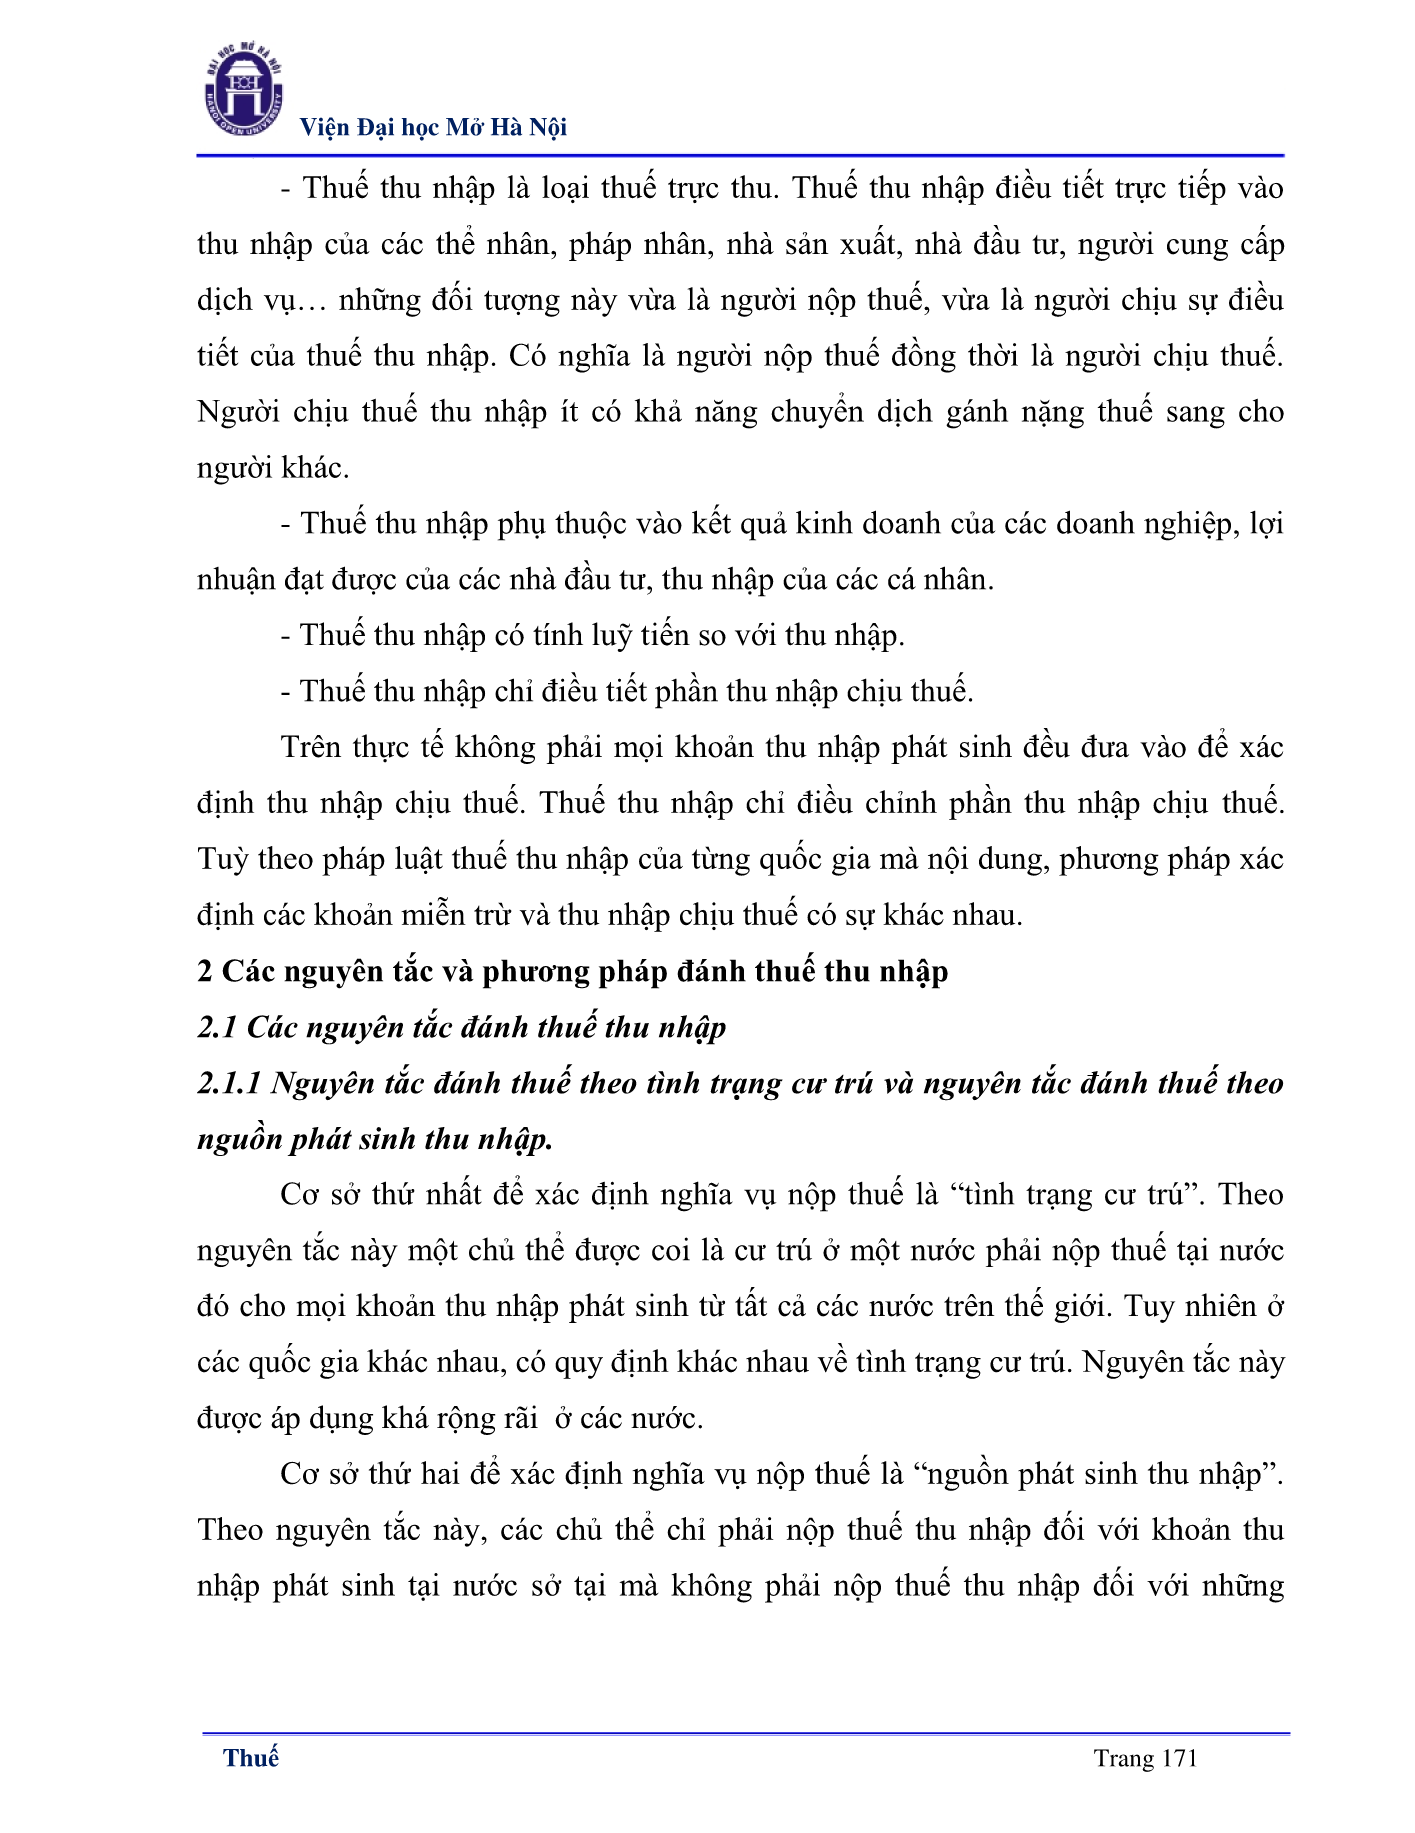 ĐẠI HỌC MỞ HÀ NỘI
HANOI OPEN UNIVERSITY
Viện Đại học Mở Hà Nội
- Thuế thu nhập là loại thuế trực thu. Thuế thu nhập điều tiết trực tiếp vào
thu nhập của các thể nhân, pháp nhân, nhà sản xuất, nhà đầu tư, người cung cấp
dịch vụ… những đối tượng này vừa là người nộp thuế, vừa là người chịu sự điều
tiết của thuế thu nhập. Có nghĩa là người nộp thuế đồng thời là người chịu thuế.
Người chịu thuế thu nhập ít có khả năng chuyển dịch gánh nặng thuế sang cho
người khác.
- Thuế thu nhập phụ thuộc vào kết quả kinh doanh của các doanh nghiệp, lợi
nhuận đạt được của các nhà đầu tư, thu nhập của các cá nhân.
- Thuế thu nhập có tính luỹ tiến so với thu nhập.
- Thuế thu nhập chỉ điều tiết phần thu nhập chịu thuế.
Trên thực tế không phải mọi khoản thu nhập phát sinh đều đưa vào để xác
định thu nhập chịu thuế. Thuế thu nhập chỉ điều chỉnh phần thu nhập chịu thuế.
Tuỳ theo pháp luật thuế thu nhập của từng quốc gia mà nội dung, phương pháp xác
định các khoản miễn trừ và thu nhập chịu thuế có sự khác nhau.
2 Các nguyên tắc và phương pháp đánh thuế thu nhập
2.1 Các nguyên tắc đánh thuế thu nhập
2.1.1 Nguyên tắc đánh thuế theo tình trạng cư trú và nguyên tắc đánh thuế theo
nguồn phát sinh thu nhập.
Cơ sở thứ nhất để xác định nghĩa vụ nộp thuế là “tình trạng cư trú”. Theo
nguyên tắc này một chủ thể được coi là cư trú ở một nước phải nộp thuế tại nước
đó cho mọi khoản thu nhập phát sinh từ tất cả các nước trên thế giới. Tuy nhiên ở
các quốc gia khác nhau, có quy định khác nhau về tình trạng cư trú. Nguyên tắc này
được áp dụng khá rộng rãi ở các nước.
Cơ sở thứ hai để xác định nghĩa vụ nộp thuế là “nguồn phát sinh thu nhập”.
Theo nguyên tắc này, các chủ thể chỉ phải nộp thuế thu nhập đối với khoản thu
nhập phát sinh tại nước sở tại mà không phải nộp thuế thu nhập đối với những
Thuế
Trang 171